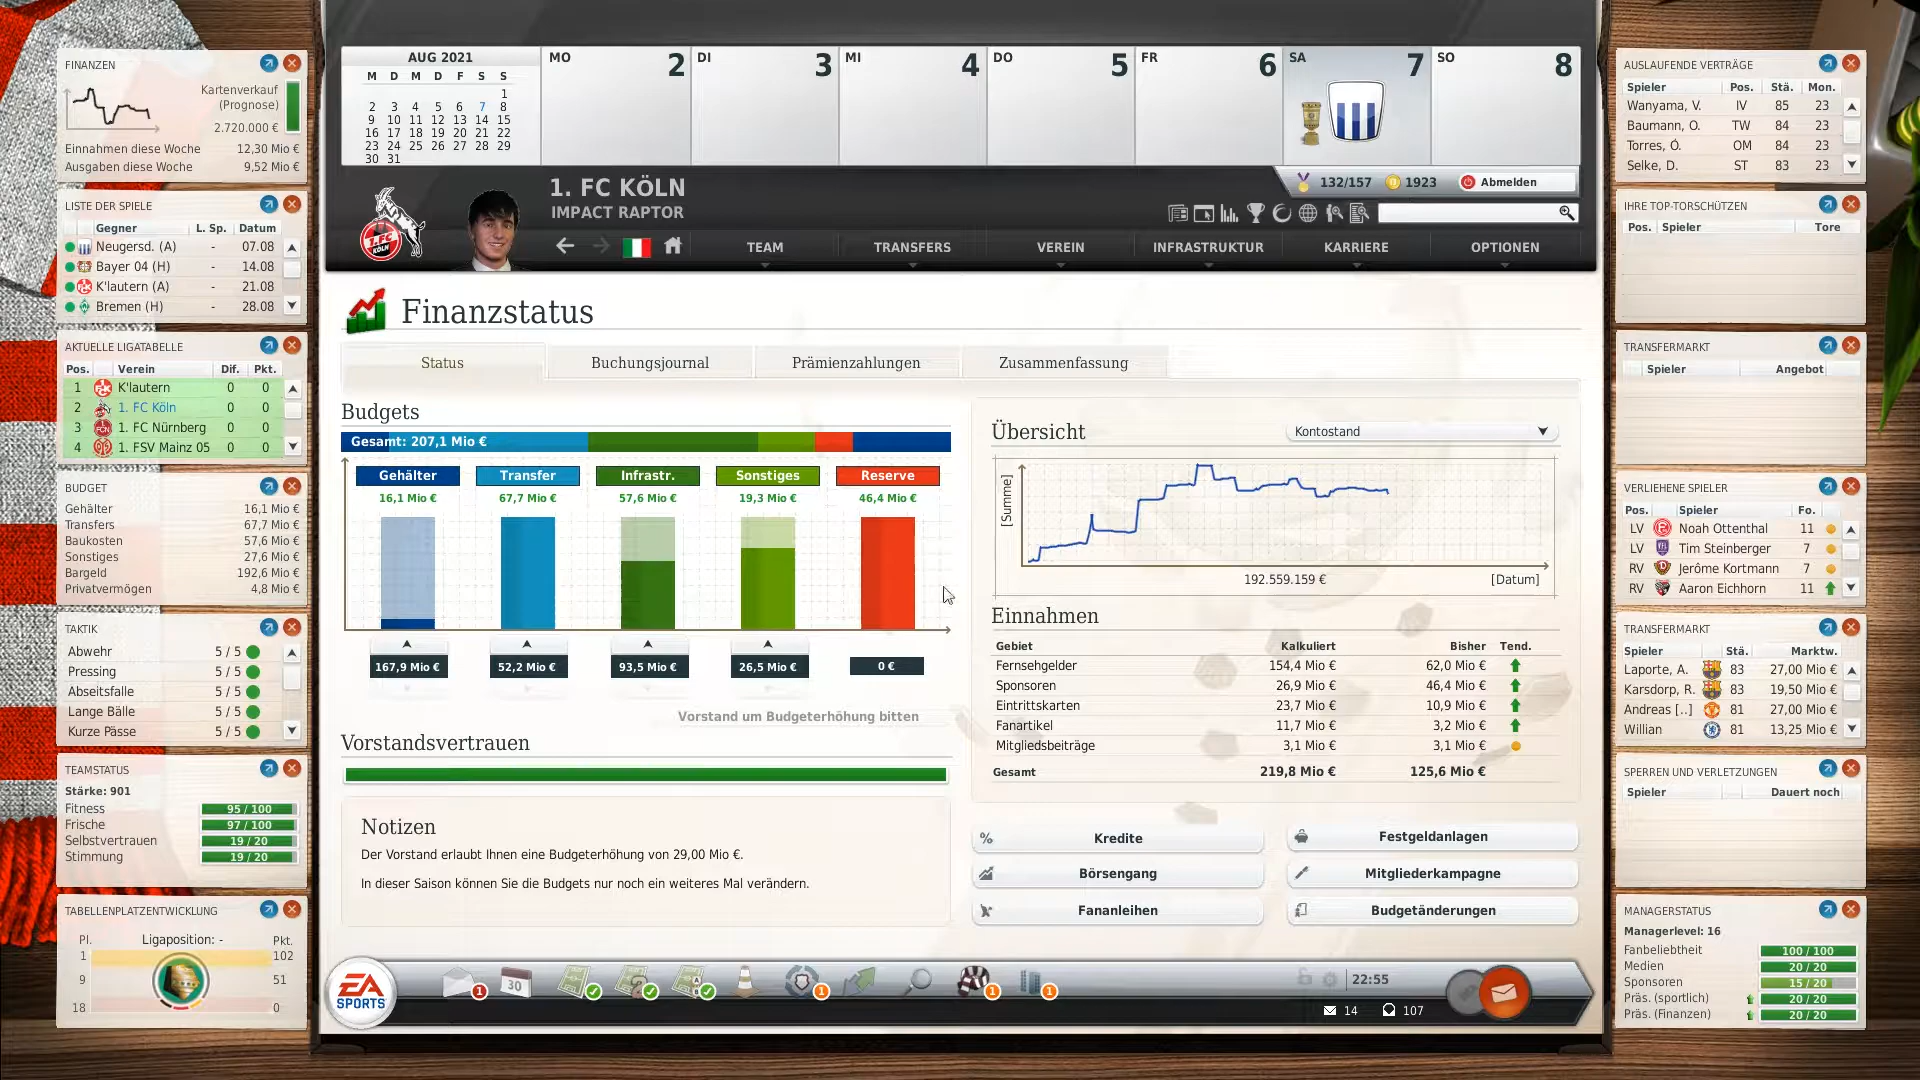 FINANZEN
Kartenverkauf
(Prognose)
2.720.000 €
Einnahmen diese Woche 12,30 Mio €
Ausgaben diese Woche 9,52 Mio €
LISTE DER SPIELE
Gegner L. Sp. Datum
Neugersd. (A) - 07.08
Bayer 04 (H) - 14.08
K'lautern (A) - 21.08
Bremen (H) - 28.08
AKTUELLE LIGATABELLE
Pos. Verein Dif. Pkt.
1 K'lautern 0 0
2 1. FC Köln 0 0
3 1. FC Nürnberg 0 0
4 1. FSV Mainz 05 0 0
BUDGET
Gehälter 16,1 Mio €
Transfers 67,7 Mio €
Baukosten 57,6 Mio €
Sonstiges 27,6 Mio €
Bargeld 192,6 Mio €
Privatvermögen 4,8 Mio €
TAKTIK
Abwehr 5 / 5
Pressing 5 / 5
Abseitsfalle 5 / 5
Lange Bälle 5 / 5
Kurze Pässe 5 / 5
TEAMSTATUS
Stärke: 901
Fitness 95 / 100
Frische 97 / 100
Selbstvertrauen 19 / 20
Stimmung 19 / 20
TABELLENPLATZENTWICKLUNG
Pl. Ligaposition: - Pkt.
1 102
9 51
18 0
AUG 2021
M D M D F S S
1
2 3 4 5 6 7 8
9 10 11 12 13 14 15
16 17 18 19 20 21 22
23 24 25 26 27 28 29
30 31
MO 2 DI 3 MI 4 DO 5 FR 6 SA 7 SO 8
1. FC KÖLN
IMPACT RAPTOR
132/157 1923 Abmelden
TEAM TRANSFERS VEREIN INFRASTRUKTUR KARRIERE OPTIONEN
Finanzstatus
Status Buchungsjournal Prämienzahlungen Zusammenfassung
Budgets
Gesamt: 207,1 Mio €
Gehälter Transfer Infrastr. Sonstiges Reserve
16,1 Mio € 67,7 Mio € 57,6 Mio € 19,3 Mio € 46,4 Mio €
167,9 Mio € 52,2 Mio € 93,5 Mio € 26,5 Mio € 0 €
Vorstand um Budgeterhöhung bitten
Vorstandsvertrauen
Notizen
Der Vorstand erlaubt Ihnen eine Budgeterhöhung von 29,00 Mio €.
In dieser Saison können Sie die Budgets nur noch ein weiteres Mal verändern.
Übersicht Kontostand
[Summe]
192.559.159 € [Datum]
Einnahmen
Gebiet Kalkuliert Bisher Tend.
Fernsehgelder 154,4 Mio € 62,0 Mio €
Sponsoren 26,9 Mio € 46,4 Mio €
Eintrittskarten 23,7 Mio € 10,9 Mio €
Fanartikel 11,7 Mio € 3,2 Mio €
Mitgliedsbeiträge 3,1 Mio € 3,1 Mio €
Gesamt 219,8 Mio € 125,6 Mio €
Kredite Festgeldanlagen
Börsengang Mitgliederkampagne
Fananleihen Budgetänderungen
EA
SPORTS
1 30 1 1 1
22:55
14 107
AUSLAUFENDE VERTRÄGE
Spieler Pos. Stä. Mon.
Wanyama, V. IV 85 23
Baumann, O. TW 84 23
Torres, Ó. OM 84 23
Selke, D. ST 83 23
IHRE TOP-TORSCHÜTZEN
Pos. Spieler Tore
TRANSFERMARKT
Spieler Angebot
VERLIEHENE SPIELER
Pos. Spieler Fo.
LV Noah Ottenthal 11
LV Tim Steinberger 7
RV Jerôme Kortmann 7
RV Aaron Eichhorn 11
TRANSFERMARKT
Spieler Stä. Marktw.
Laporte, A. 83 27,00 Mio €
Karsdorp, R. 83 19,50 Mio €
Andreas [..] 81 27,00 Mio €
Willian 81 13,25 Mio €
SPERREN UND VERLETZUNGEN
Spieler Dauert noch
MANAGERSTATUS
Managerlevel: 16
Fanbeliebtheit 100 / 100
Medien 20 / 20
Sponsoren 15 / 20
Präs. (sportlich) 20 / 20
Präs. (Finanzen) 20 / 20